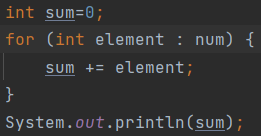 int sum=0;
for (int element : num) {
    sum += element;
}
System.out.println(sum);